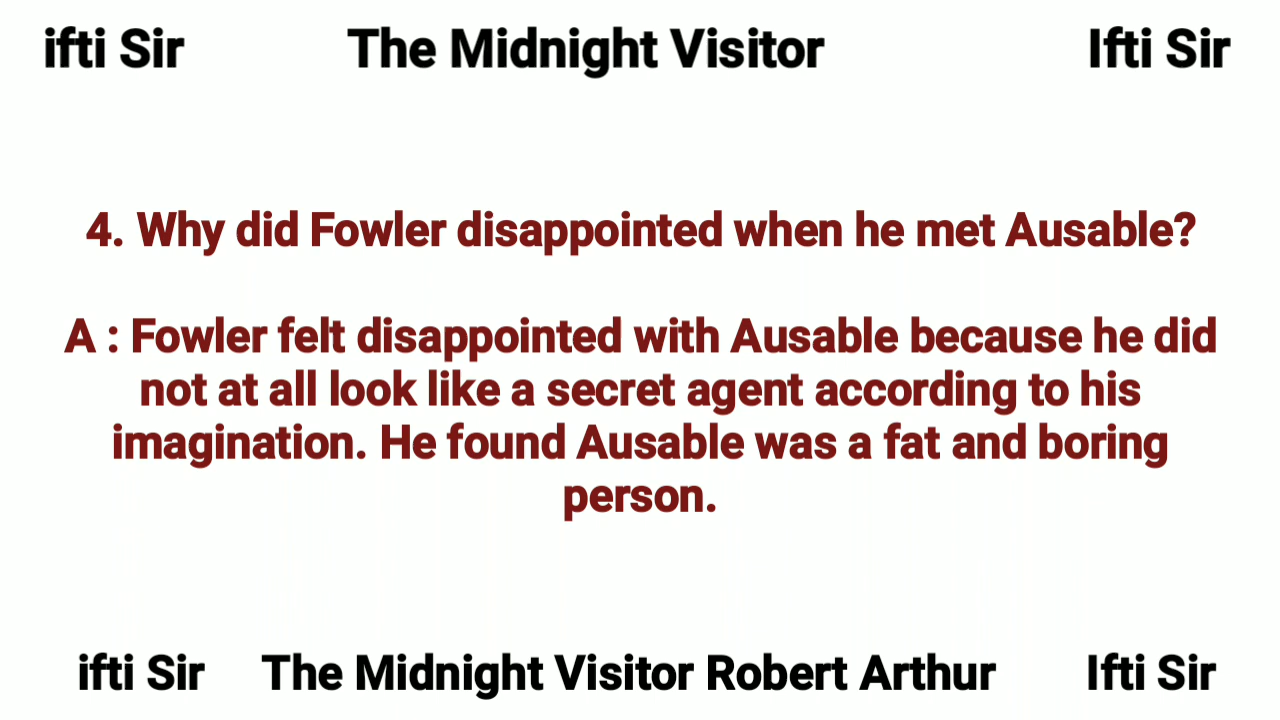 ifti Sir The Midnight Visitor Ifti Sir
4. Why did Fowler disappointed when he met Ausable?
A : Fowler felt disappointed with Ausable because he did
not at all look like a secret agent according to his
imagination. He found Ausable was a fat and boring
person.
ifti Sir The Midnight Visitor Robert Arthur Ifti Sir